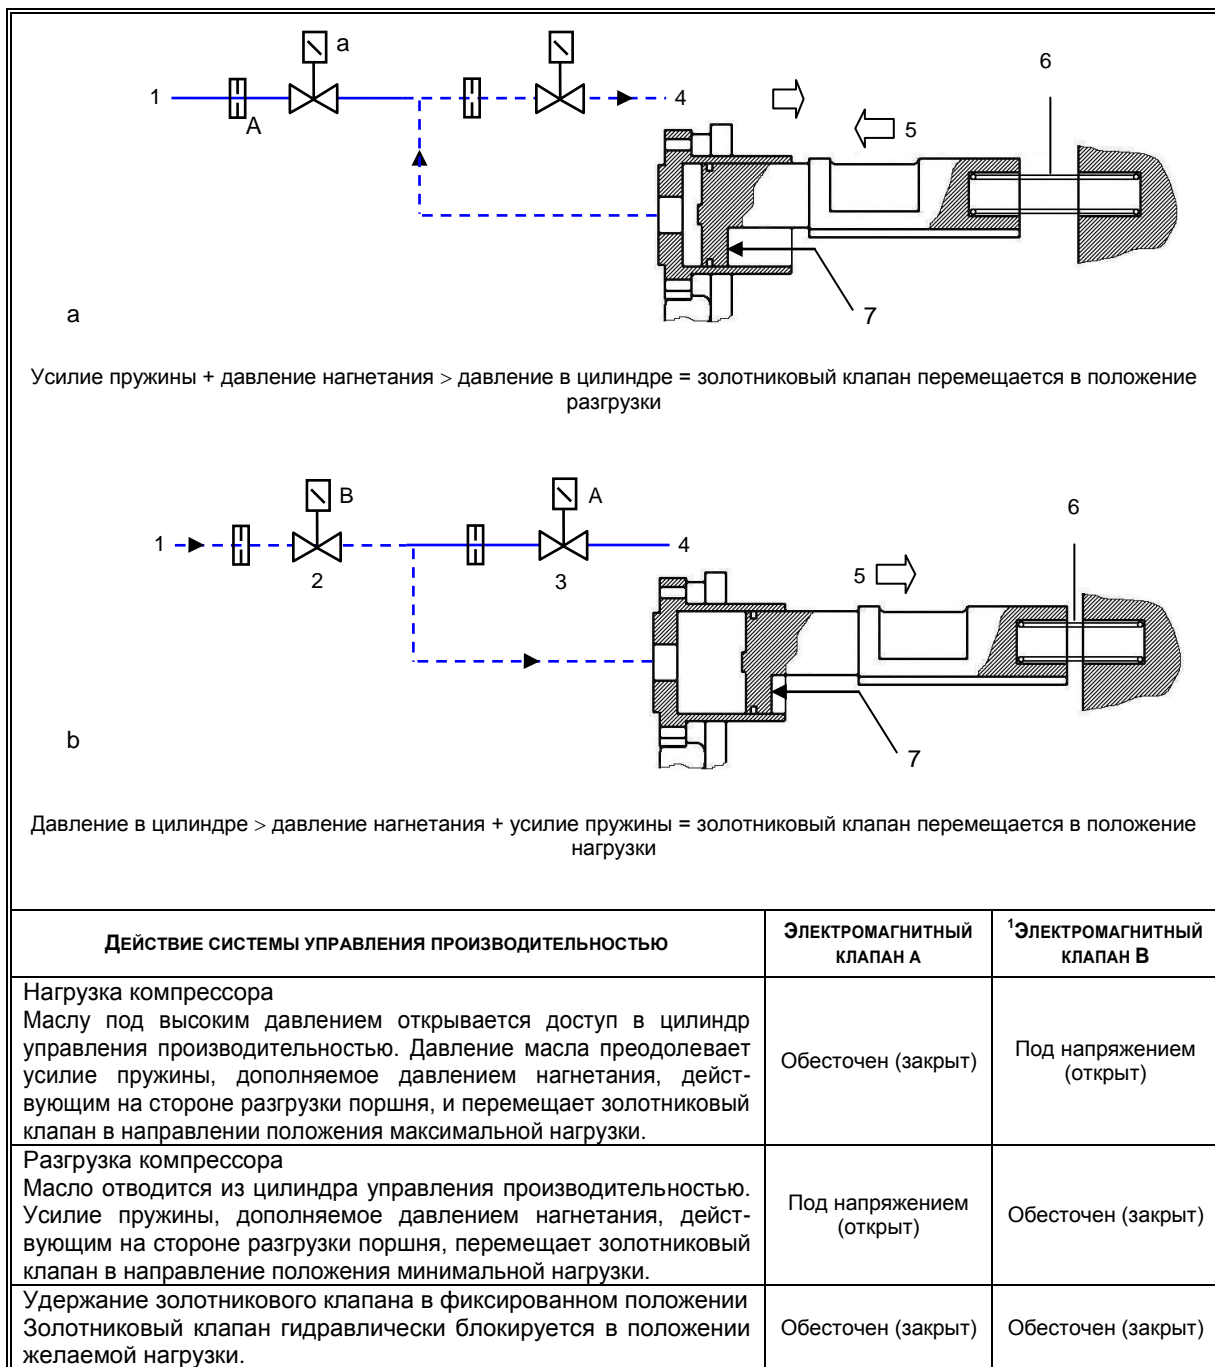 a
6
1
4
A
5
7
a
Усилие пружины + давление нагнетания > давление в цилиндре = золотниковый клапан перемещается в положение
разгрузки
B
A
6
1
4
2
3
5
7
b
Давление в цилиндре > давление нагнетания + усилие пружины = золотниковый клапан перемещается в положение
нагрузки
ДЕЙСТВИЕ СИСТЕМЫ УПРАВЛЕНИЯ ПРОИЗВОДИТЕЛЬНОСТЬЮ
ЭЛЕКТРОМАГНИТНЫЙ
КЛАПАН А
¹ЭЛЕКТРОМАГНИТНЫЙ
КЛАПАН В
Нагрузка компрессора
Маслу под высоким давлением открывается доступ в цилиндр
управления производительностью. Давление масла преодолевает
усилие пружины, дополняемое давлением нагнетания, дейст-
вующим на стороне разгрузки поршня, и перемещает золотниковый
клапан в направлении положения максимальной нагрузки.
Обесточен (закрыт)
Под напряжением
(открыт)
Разгрузка компрессора
Масло отводится из цилиндра управления производительностью.
Усилие пружины, дополняемое давлением нагнетания, дейст-
вующим на стороне разгрузки поршня, перемещает золотниковый
клапан в направление положения минимальной нагрузки.
Под напряжением
(открыт)
Обесточен (закрыт)
Удержание золотникового клапана в фиксированном положении
Золотниковый клапан гидравлически блокируется в положении
желаемой нагрузки.
Обесточен (закрыт)
Обесточен (закрыт)